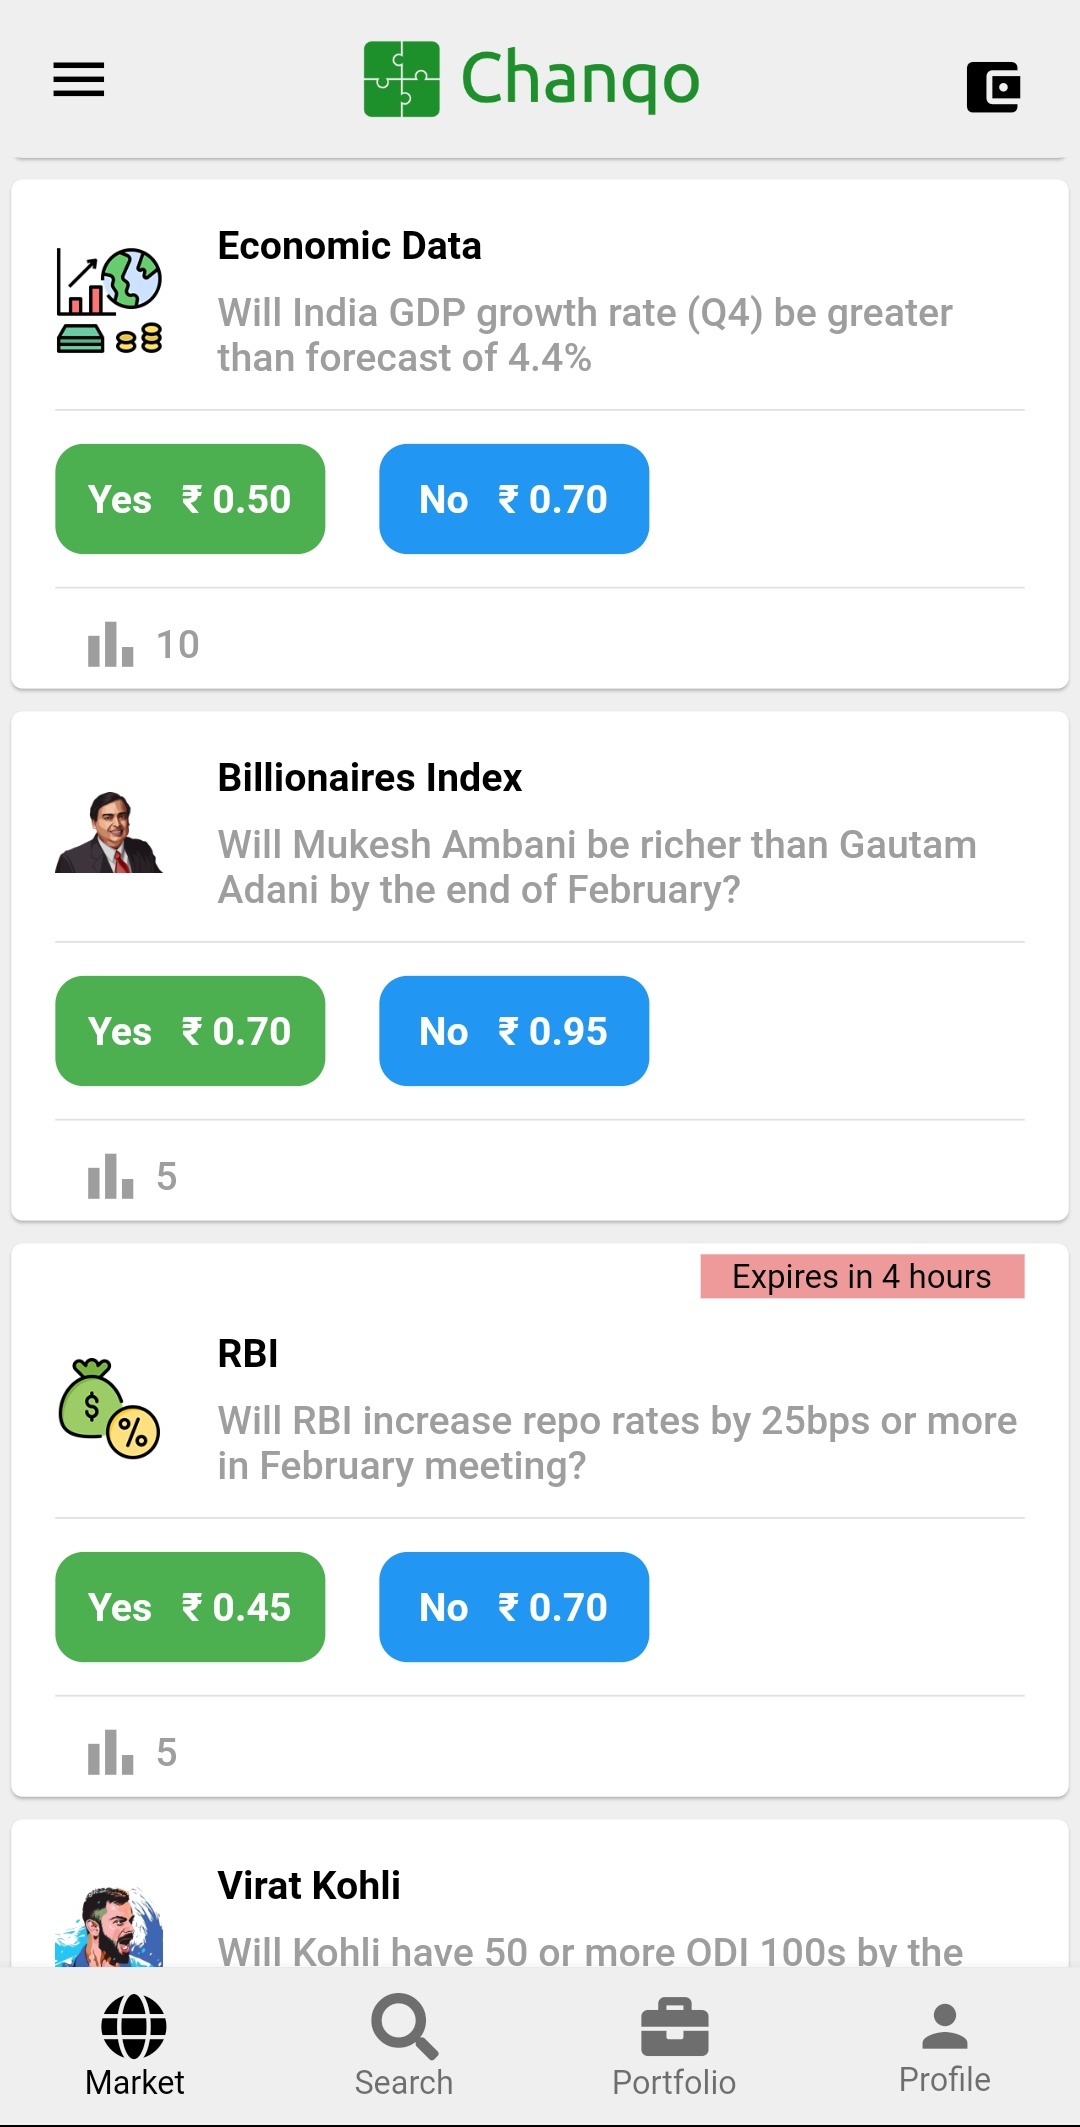 Chanqo
Economic Data
Will India GDP growth rate (Q4) be greater
than forecast of 4.4%
Yes ₹ 0.50
No ₹ 0.70
10
Billionaires Index
Will Mukesh Ambani be richer than Gautam
Adani by the end of February?
Yes ₹ 0.70
No ₹ 0.95
5
Expires in 4 hours
RBI
$
%
Will RBI increase repo rates by 25bps or more
in February meeting?
Yes ₹ 0.45
No ₹ 0.70
5
Virat Kohli
Will Kohli have 50 or more ODI 100s by the
Market
Search
Portfolio
Profile